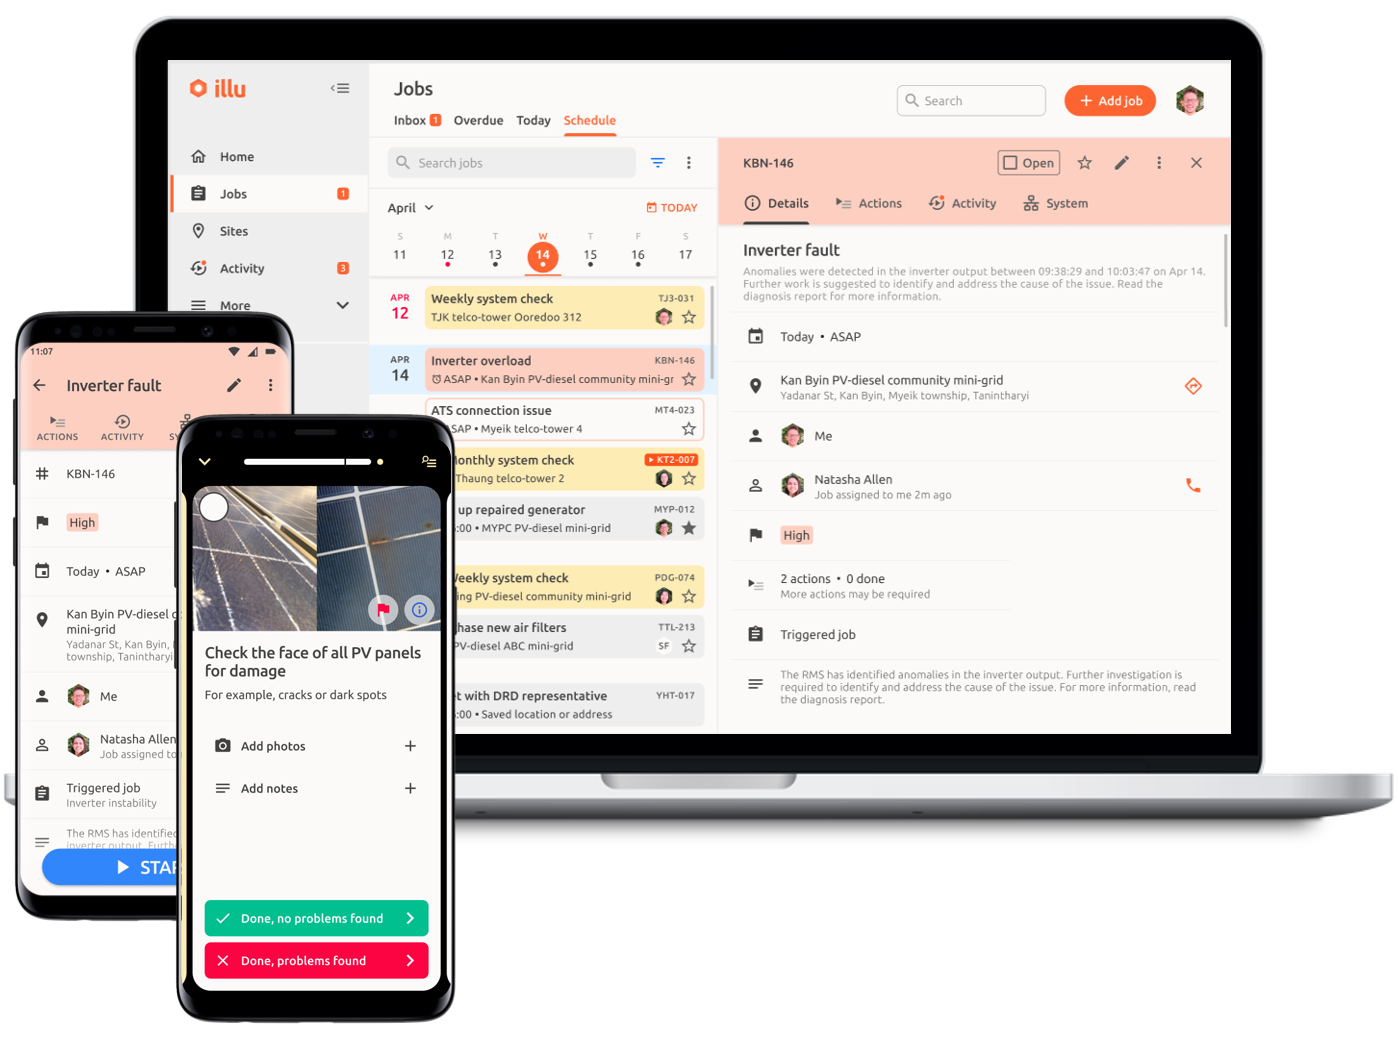 illu
Home
Jobs 1
Sites
Activity 3
More
Jobs
Inbox 1 Overdue Today Schedule
Search
+ Add job
Search jobs
April
TODAY
S M T W T F S
11 12 13 14 15 16 17
APR
12
Weekly system check TJ3-031
TJK telco-tower Ooredoo 312
APR
14
Inverter overload KBN-146
ASAP • Kan Byin PV-diesel community mini-gr
ATS connection issue MT4-023
SAP • Myeik telco-tower 4
onthly system check KT2-007
Thaung telco-tower 2
up repaired generator MYP-012
:00 • MYPC PV-diesel mini-grid
eekly system check PDG-074
ing PV-diesel community mini-grid
hase new air filters TTL-213
PV-diesel ABC mini-grid SF
t with DRD representative YHT-017
:00 • Saved location or address
KBN-146
Open
Details Actions Activity System
Inverter fault
Anomalies were detected in the inverter output between 09:38:29 and 10:03:47 on Apr 14.
Further work is suggested to identify and address the cause of the issue. Read the
diagnosis report for more information.
Today • ASAP
Kan Byin PV-diesel community mini-grid
Yadanar St, Kan Byin, Myeik township, Tanintharyi
Me
Natasha Allen
Job assigned to me 2m ago
High
2 actions • 0 done
More actions may be required
Triggered job
The RMS has identified anomalies in the inverter output. Further investigation is
required to identify and address the cause of the issue. For more information, read
the diagnosis report.
11:07
Inverter fault
ACTIONS ACTIVITY SY
KBN-146
High
Today • ASAP
Kan Byin PV-diesel c
mini-grid
Yadanar St, Kan Byin,
township, Tanintharyi
Me
Natasha Allen
Job assigned to
Triggered job
Inverter instability
The RMS has identified
inverter output. Furth
STAR
Check the face of all PV panels
for damage
For example, cracks or dark spots
Add photos +
Add notes +
Done, no problems found
Done, problems found